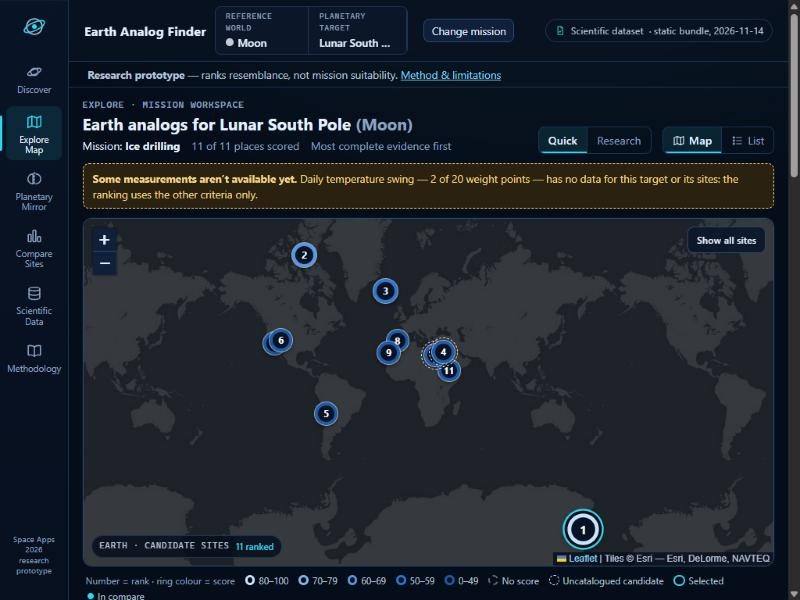 Earth Analog Finder
REFERENCE WORLD
Moon
PLANETARY TARGET
Lunar South ...
Change mission
Scientific dataset · static bundle, 2026-11-14
Discover
Explore Map
Planetary Mirror
Compare Sites
Scientific Data
Methodology
Space Apps 2026 research prototype
Research prototype — ranks resemblance, not mission suitability. Method & limitations
EXPLORE · MISSION WORKSPACE
Earth analogs for Lunar South Pole (Moon)
Mission: Ice drilling 11 of 11 places scored Most complete evidence first
Quick Research
Map List
Some measurements aren't available yet. Daily temperature swing — 2 of 20 weight points — has no data for this target or its sites: the
ranking uses the other criteria only.
+
−
Show all sites
2
3
6
8
9
4
11
5
1
EARTH · CANDIDATE SITES 11 ranked
Leaflet | Tiles © Esri — Esri, DeLorme, NAVTEQ
Number = rank · ring colour = score 80–100 70–79 60–69 50–59 0–49 No score Uncatalogued candidate Selected
In compare